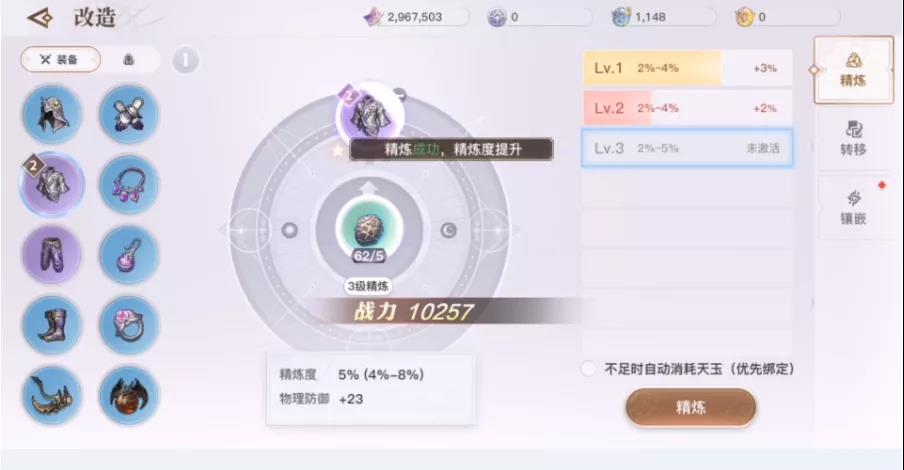 改造
2,967,503
0
1,148
0
装备
1
2
2
精炼成功，精炼度提升
62/5
3级精炼
战力 10257
精炼度 5% (4%-8%)
物理防御 +23
Lv.1 2%-4% +3%
Lv.2 2%-4% +2%
Lv.3 2%-5% 未激活
不足时自动消耗天玉（优先绑定）
精炼
精炼
转移
镶嵌